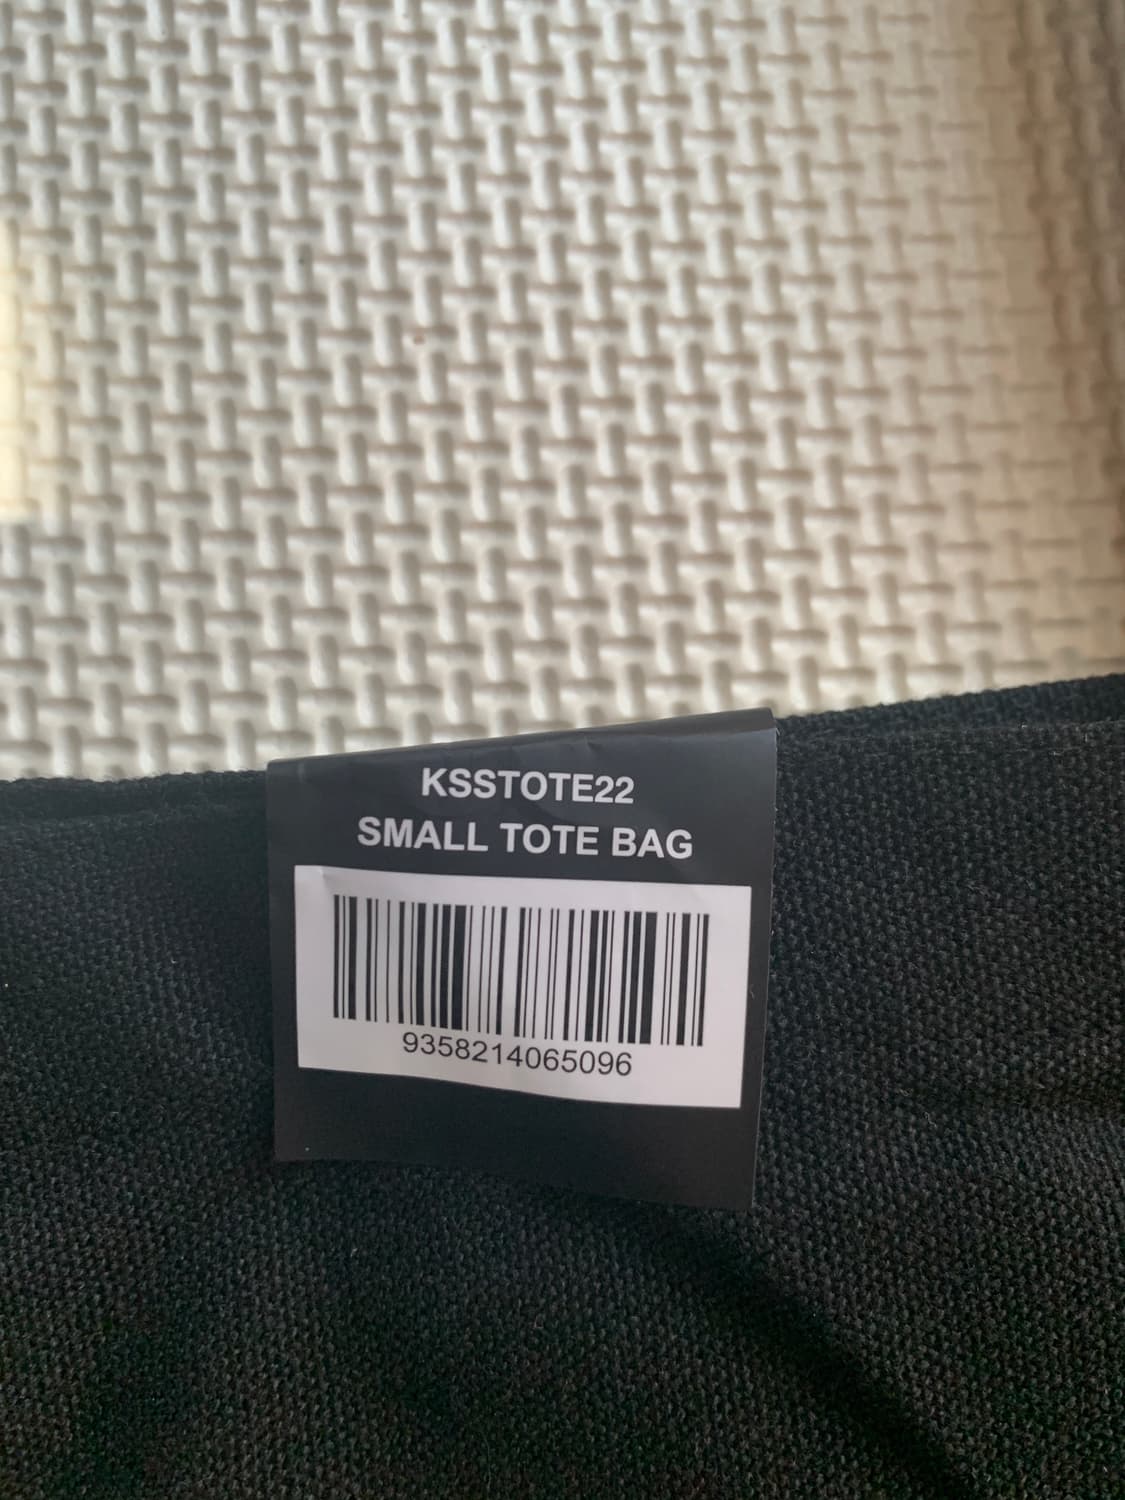 KSSTOTE22
SMALL TOTE BAG
9358214065096